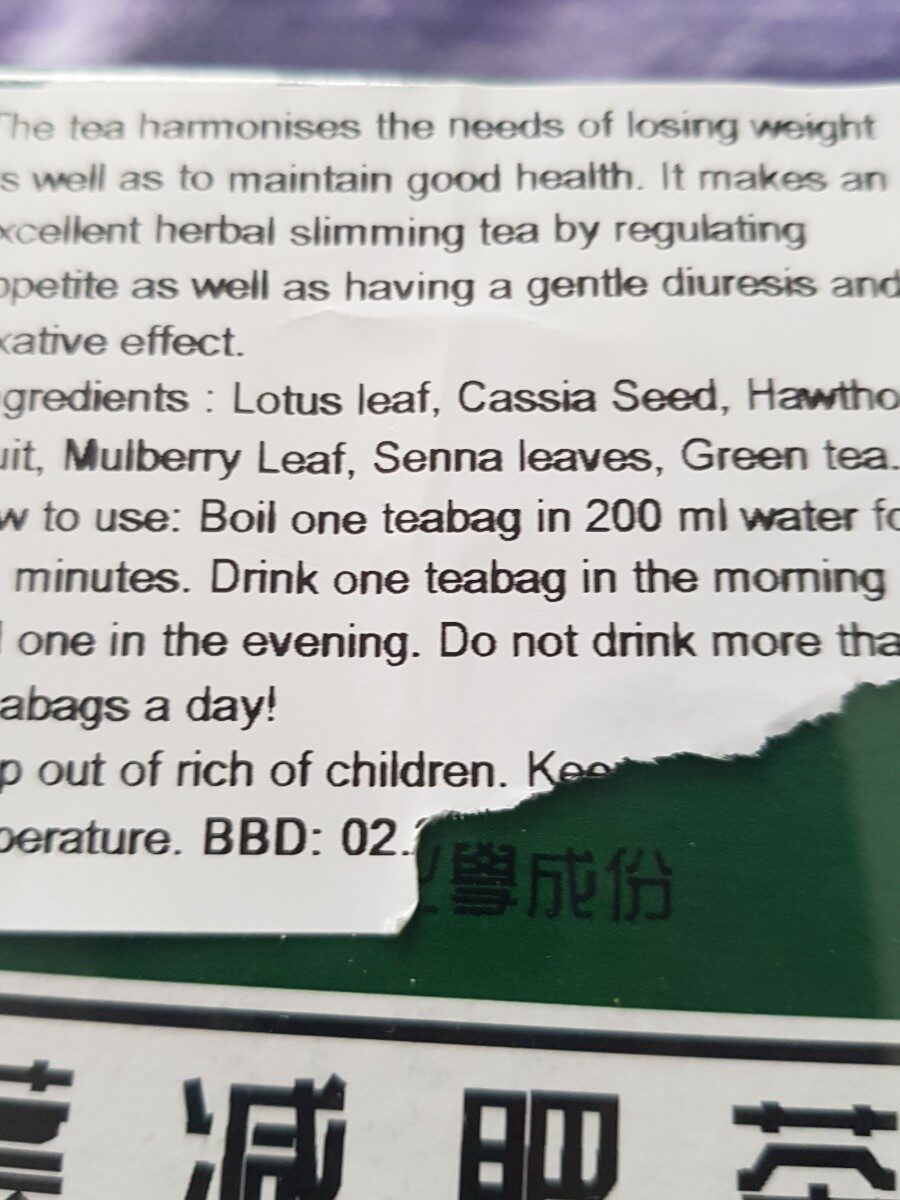 The tea harmonises the needs of losing weight
s well as to maintain good health. It makes an
xcellent herbal slimming tea by regulating
ppetite as well as having a gentle diuresis and
xative effect.
gredients : Lotus leaf, Cassia Seed, Hawtho
uit, Mulberry Leaf, Senna leaves, Green tea.
w to use: Boil one teabag in 200 ml water fo
minutes. Drink one teabag in the morning
one in the evening. Do not drink more tha
abags a day!
p out of rich of children. Kee
perature. BBD: 02.
學成份